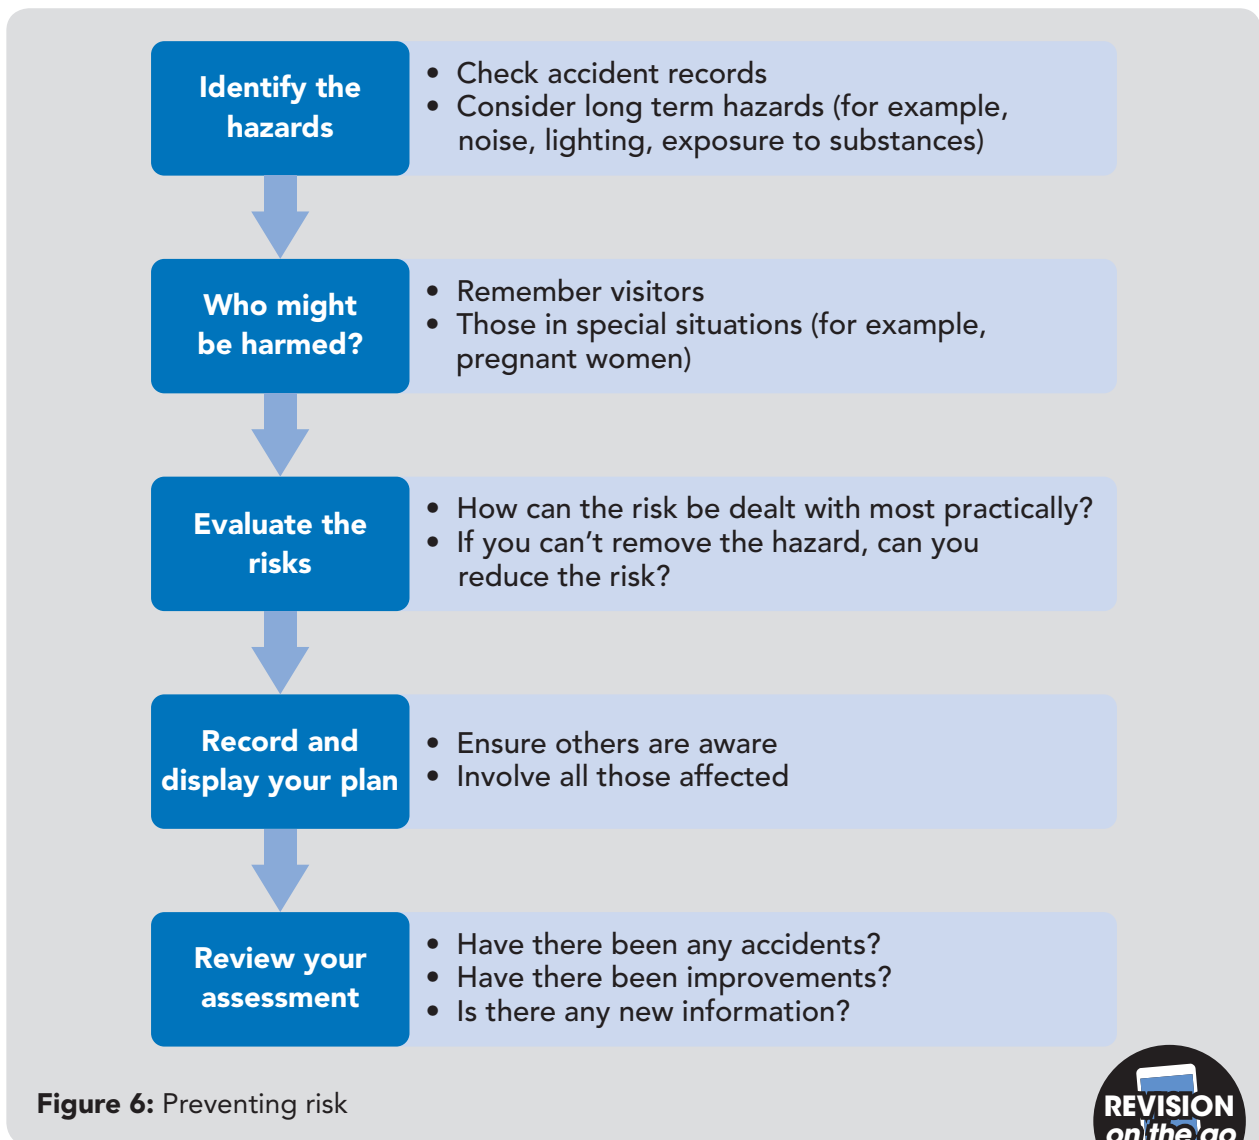 Identify the
hazards
• Check accident records
• Consider long term hazards (for example,
noise, lighting, exposure to substances)
Who might
be harmed?
• Remember visitors
• Those in special situations (for example,
pregnant women)
Evaluate the
risks
• How can the risk be dealt with most practically?
• If you can’t remove the hazard, can you
reduce the risk?
Record and
display your plan
• Ensure others are aware
• Involve all those affected
Review your
assessment
• Have there been any accidents?
• Have there been improvements?
• Is there any new information?
Figure 6: Preventing risk
REVISION
on the go